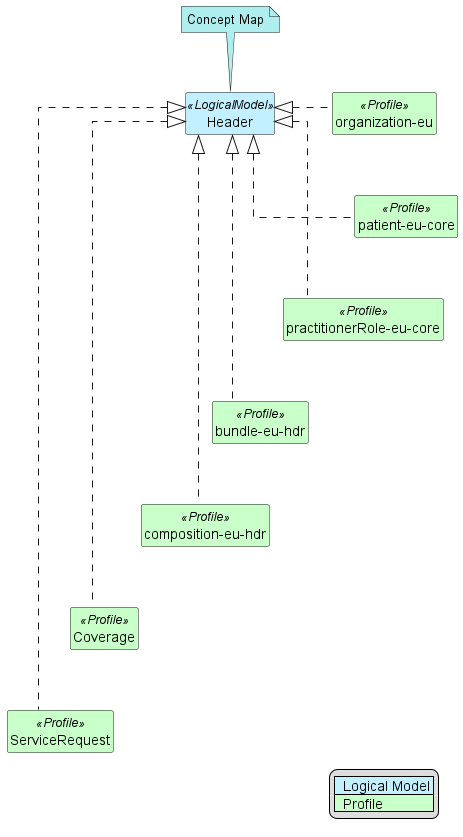 Concept Map
«LogicalModel»
Header
«Profile»
organization-eu
«Profile»
patient-eu-core
«Profile»
practitionerRole-eu-core
«Profile»
bundle-eu-hdr
«Profile»
composition-eu-hdr
«Profile»
Coverage
«Profile»
ServiceRequest
Logical Model
Profile